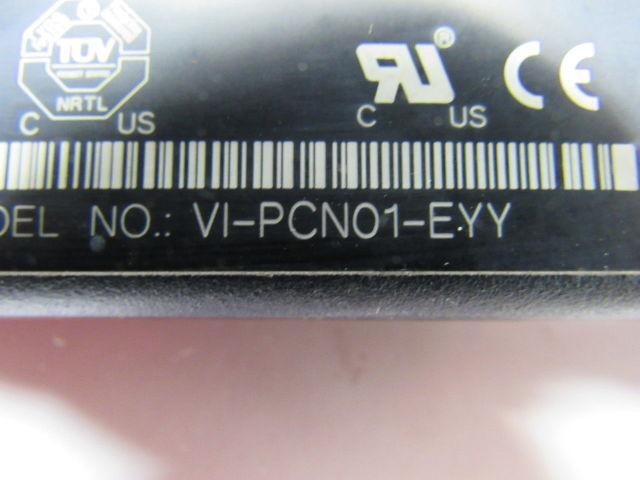 TÜV
NRTL
C US
C US
CE
®
DEL NO.: VI-PCN01-EYY